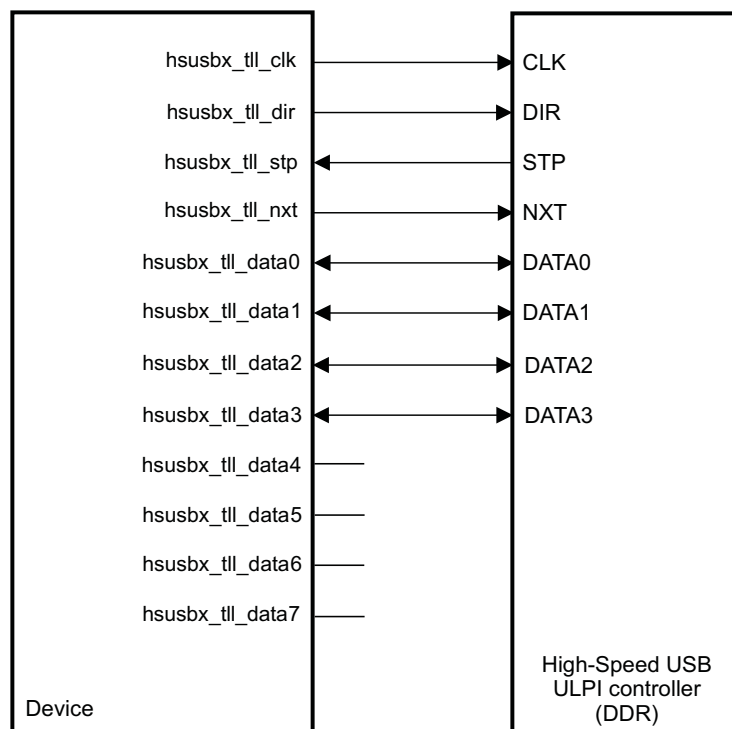 hsusbx_tll_clk CLK
hsusbx_tll_dir DIR
hsusbx_tll_stp STP
hsusbx_tll_nxt NXT
hsusbx_tll_data0 DATA0
hsusbx_tll_data1 DATA1
hsusbx_tll_data2 DATA2
hsusbx_tll_data3 DATA3
hsusbx_tll_data4
hsusbx_tll_data5
hsusbx_tll_data6
hsusbx_tll_data7
Device
High-Speed USB
ULPI controller
(DDR)